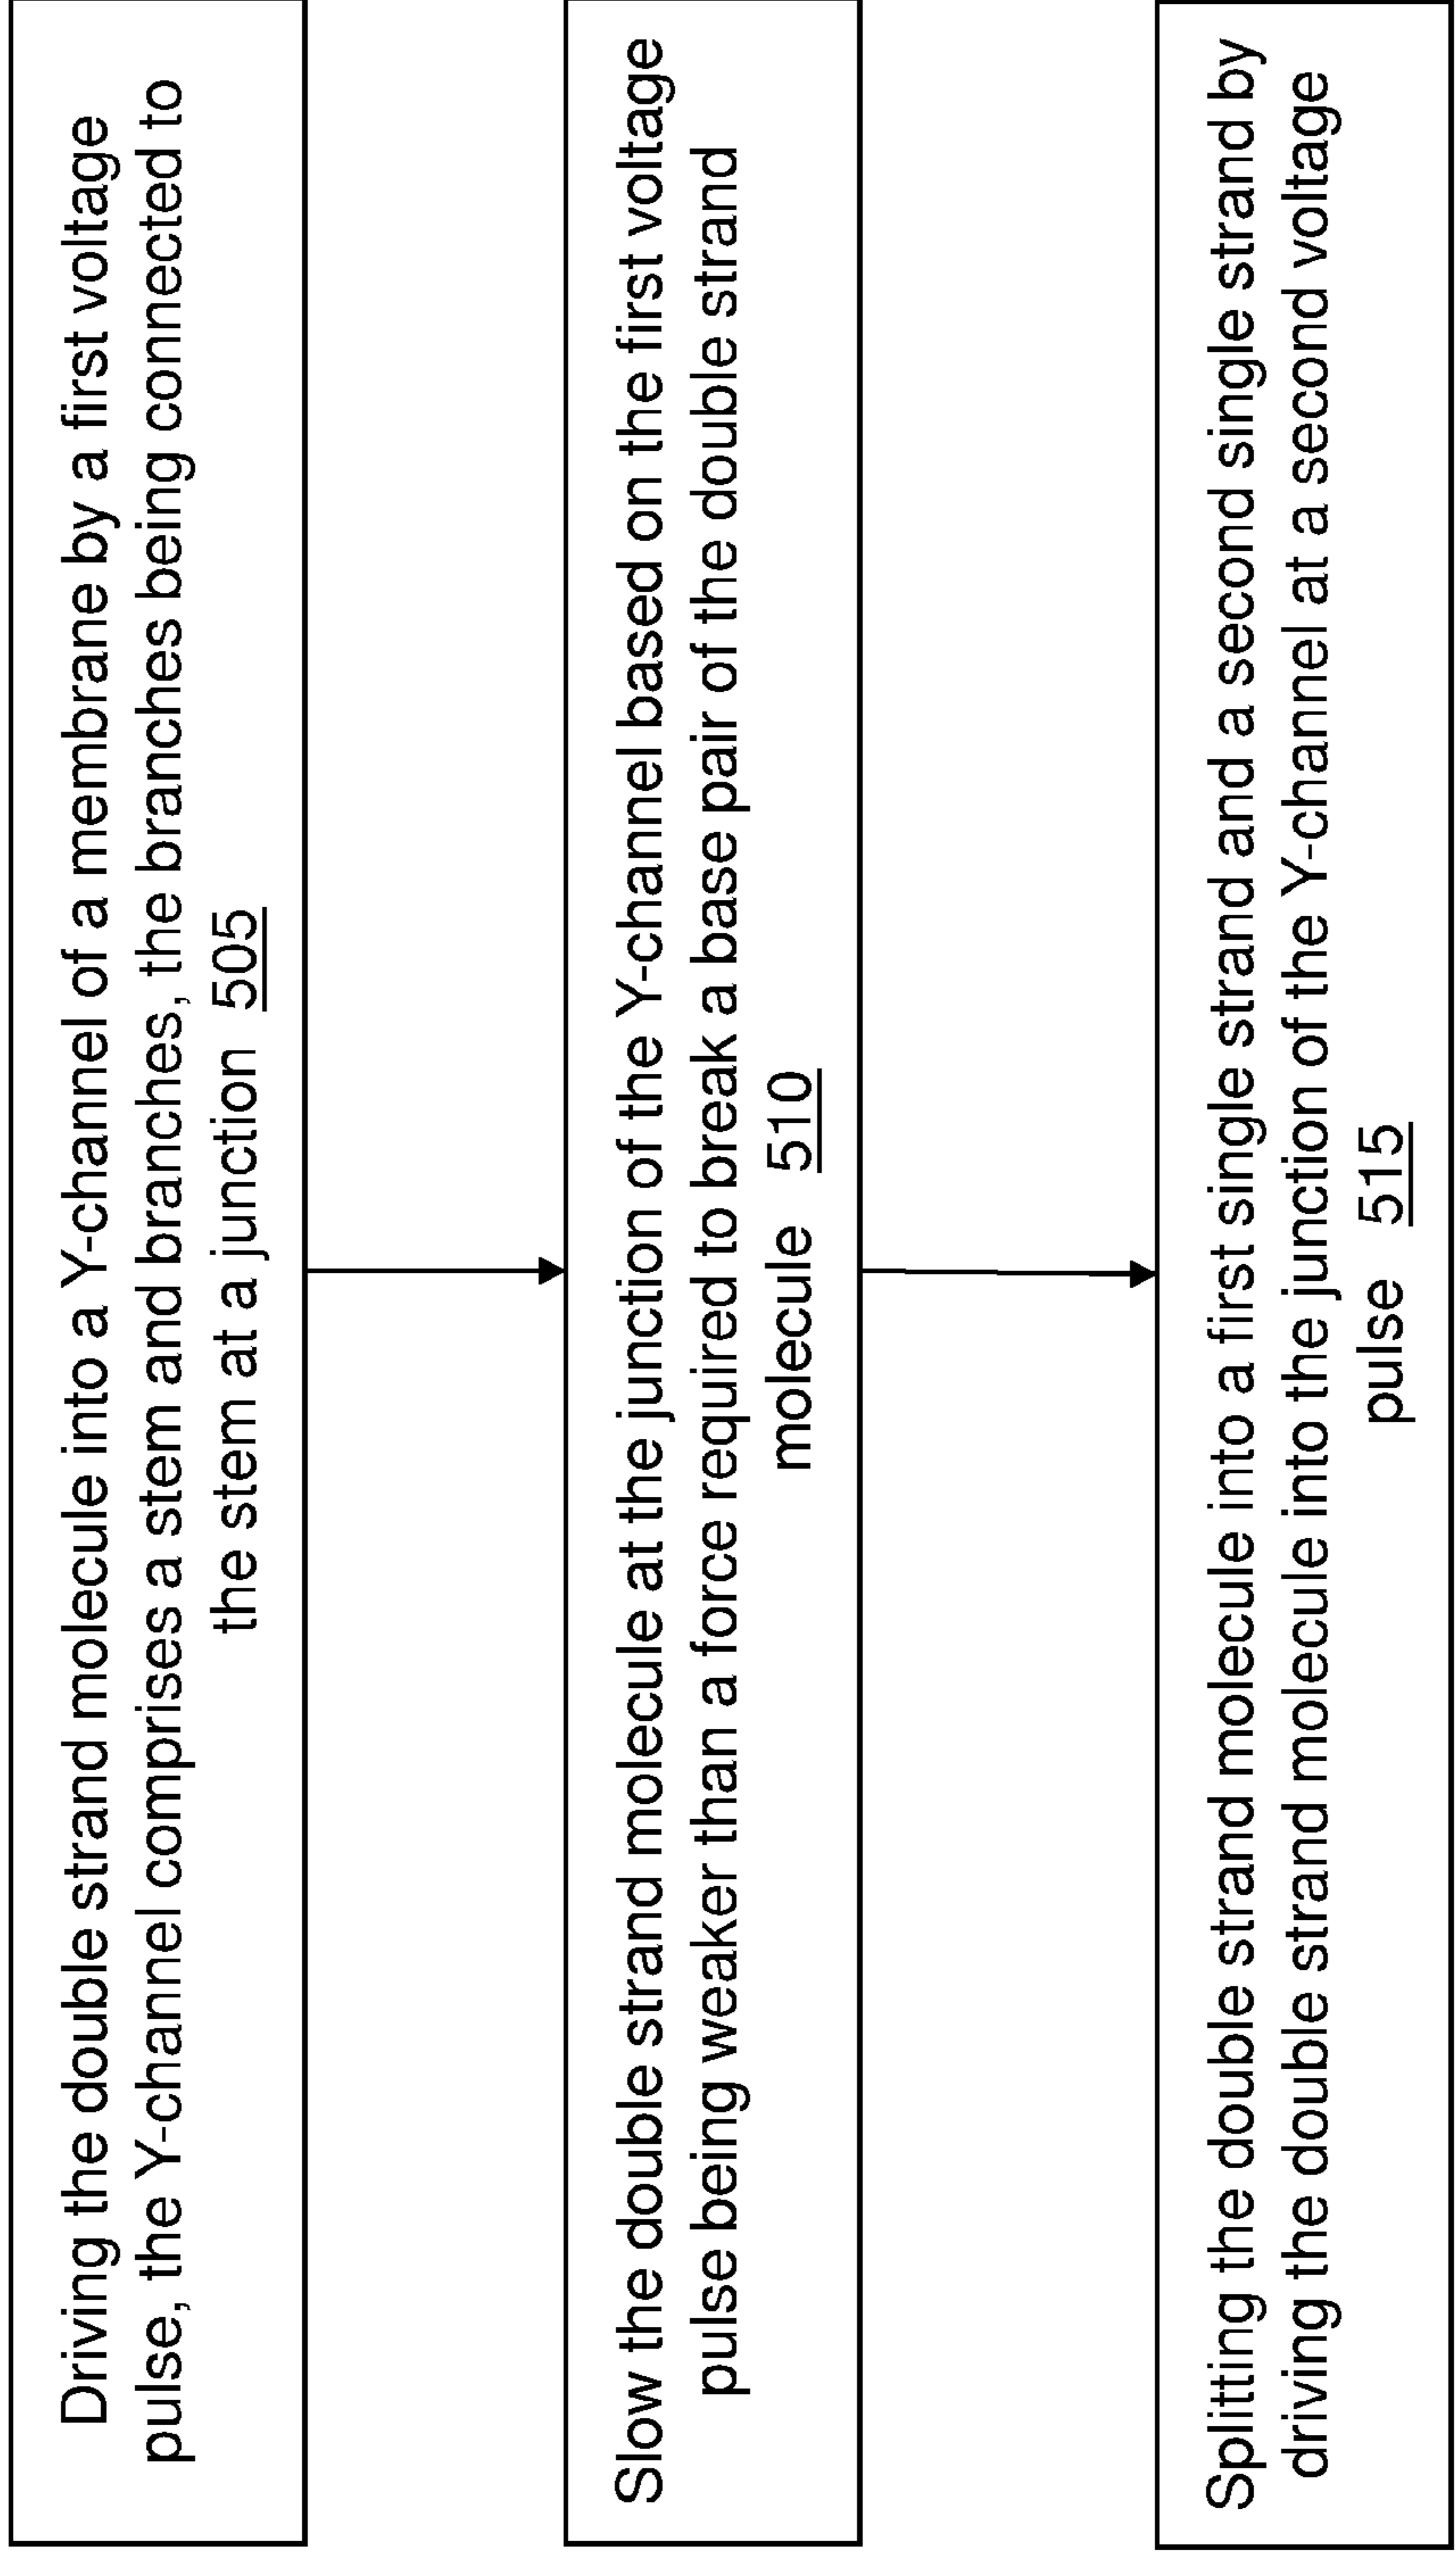 Driving the double strand molecule into a Y-channel of a membrane by a first voltage
pulse, the Y-channel comprises a stem and branches, the branches being connected to
the stem at a junction 505
Slow the double strand molecule at the junction of the Y-channel based on the first voltage
pulse being weaker than a force required to break a base pair of the double strand
molecule 510
Splitting the double strand molecule into a first single strand and a second single strand by
driving the double strand molecule into the junction of the Y-channel at a second voltage
pulse 515